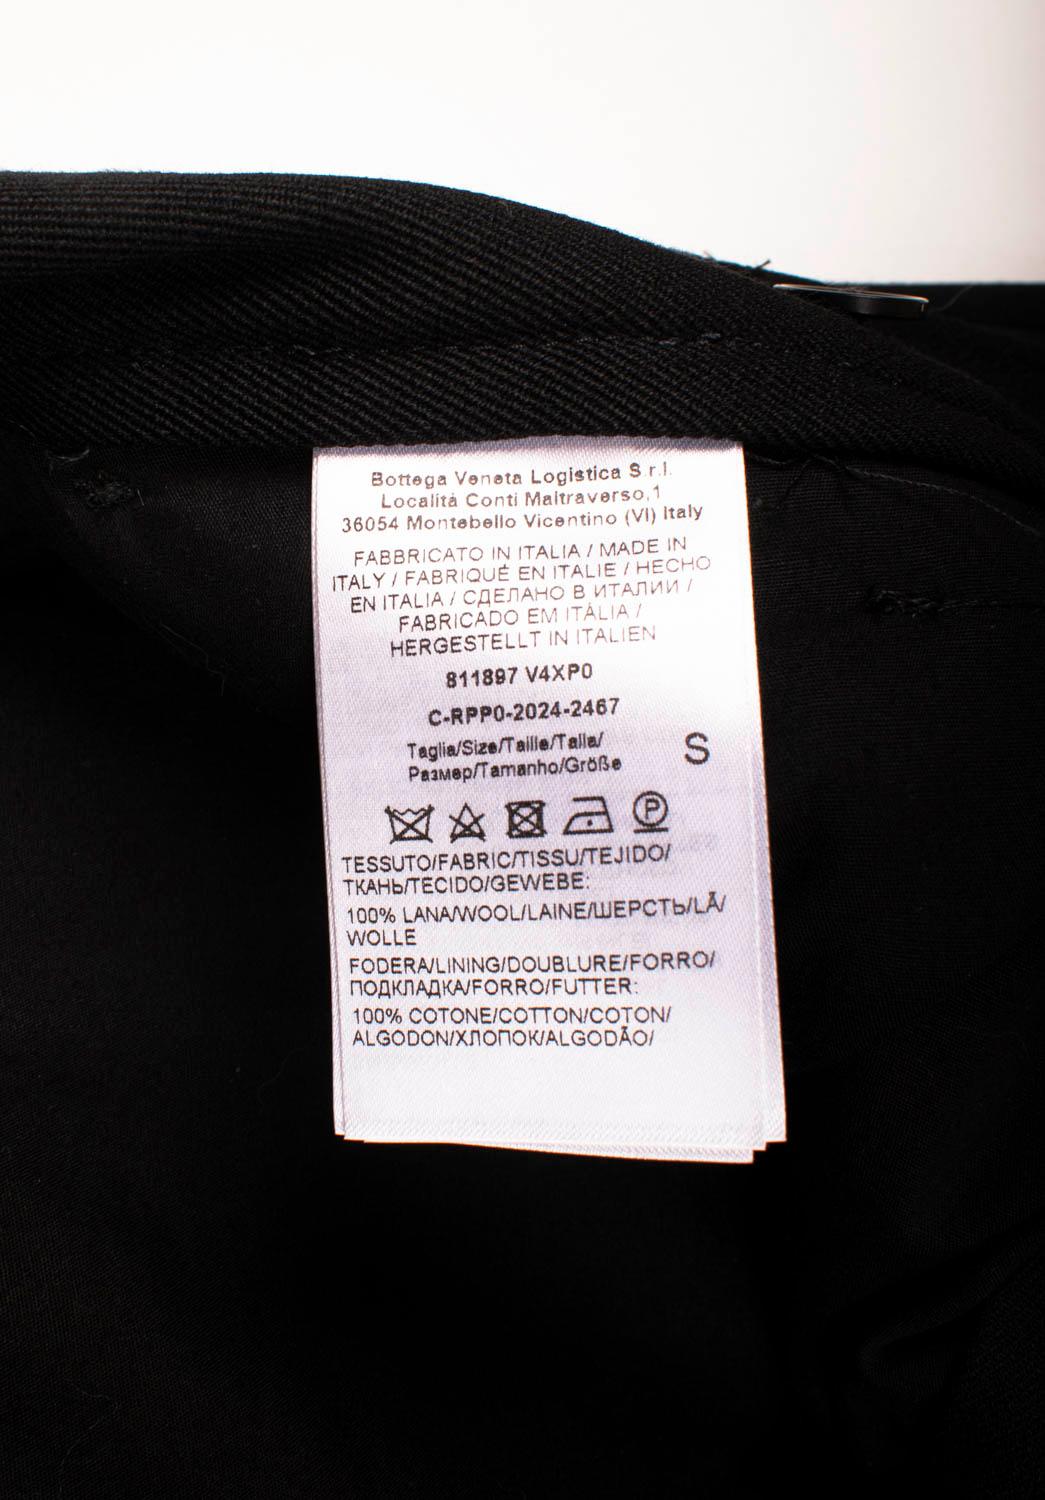 Bottega Veneta Logistica S.r.l.
Località Conti Maltraverso,1
36054 Montebello Vicentino (VI) Italy
FABBRICATO IN ITALIA / MADE IN
ITALY / FABRIQUÉ EN ITALIE / HECHO
EN ITALIA / СДЕЛАНО В ИТАЛИИ /
FABRICADO EM ITÁLIA /
HERGESTELLT IN ITALIEN
811897 V4XP0
C-RPP0-2024-2467
Taglia/Size/Taille/Talla/
Размер/Tamanho/Größe
S
P
TESSUTO/FABRIC/TISSU/TEJIDO/
ТКАНЬ/TECIDO/GEWEBE:
100% LANA/WOOL/LAINE/ШЕРСТЬ/LÃ/
WOLLE
FODERA/LINING/DOUBLURE/FORRO/
ПОДКЛАДКА/FORRO/FUTTER:
100% COTONE/COTTON/COTON/
ALGODON/ХЛОПОК/ALGODÃO/